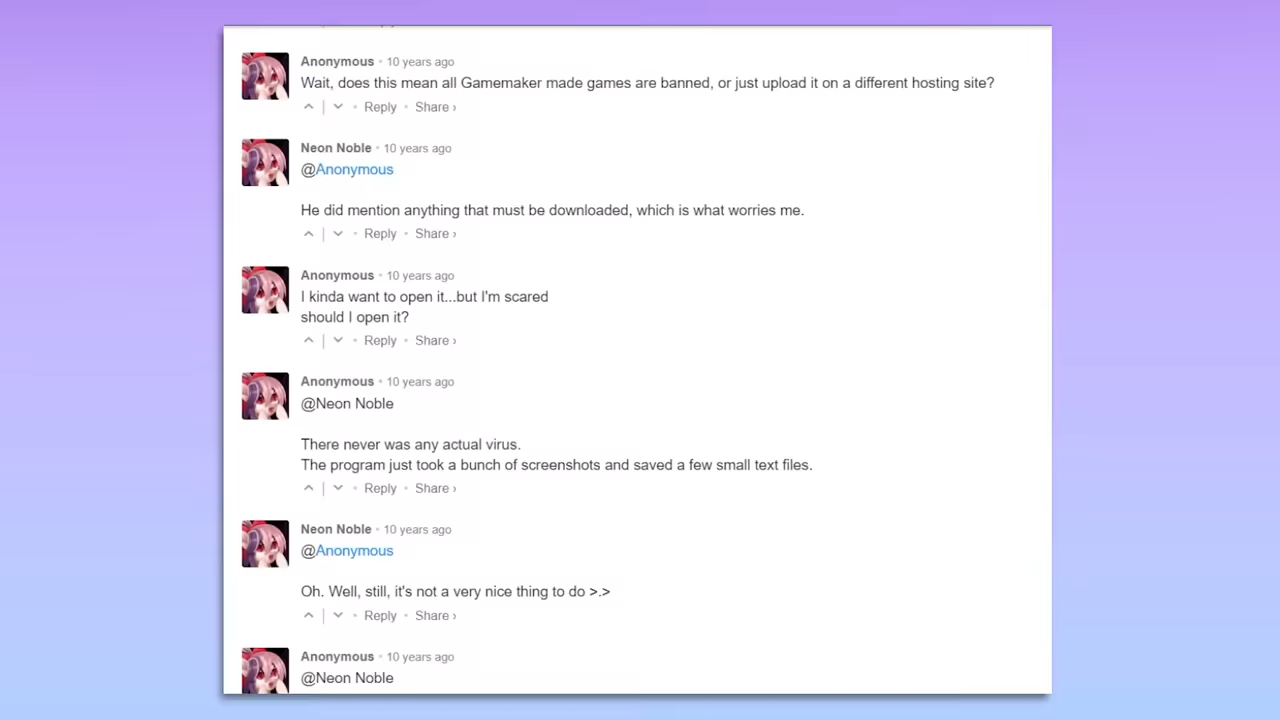 Anonymous • 10 years ago
Wait, does this mean all Gamemaker made games are banned, or just upload it on a different hosting site?
Reply • Share ›
Neon Noble • 10 years ago
@Anonymous
He did mention anything that must be downloaded, which is what worries me.
Reply • Share ›
Anonymous • 10 years ago
I kinda want to open it...but I'm scared
should I open it?
Reply • Share ›
Anonymous • 10 years ago
@Neon Noble
There never was any actual virus.
The program just took a bunch of screenshots and saved a few small text files.
Reply • Share ›
Neon Noble • 10 years ago
@Anonymous
Oh. Well, still, it's not a very nice thing to do >.>
Reply • Share ›
Anonymous • 10 years ago
@Neon Noble